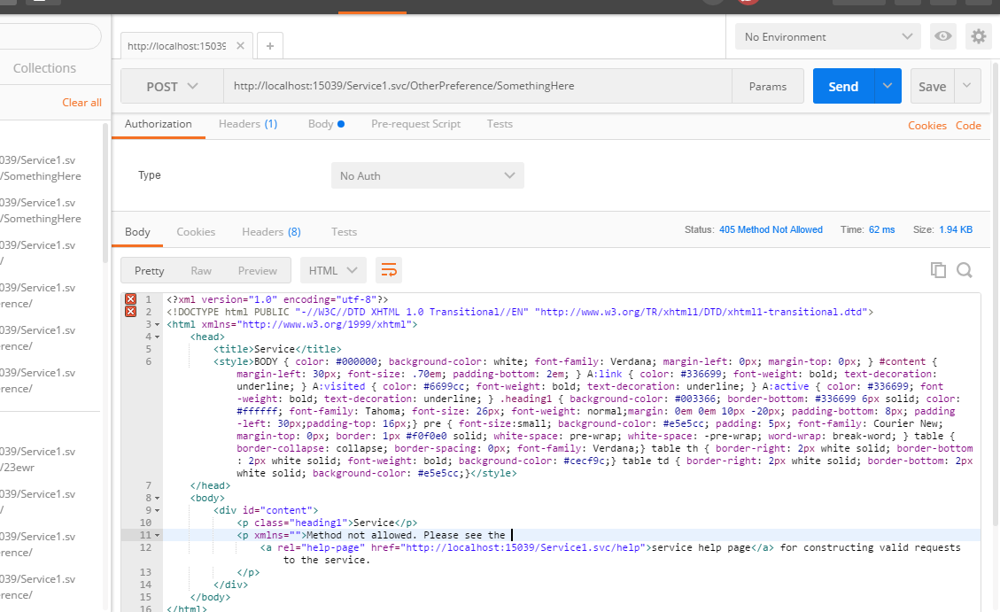 http://localhost:15039
No Environment
Collections
Clear all
POST
http://localhost:15039/Service1.svc/OtherPreference/SomethingHere
Params
Send
Save
Authorization
Headers (1)
Body
Pre-request Script
Tests
Cookies
Code
039/Service1.sv
/SomethingHere
039/Service1.sv
/SomethingHere
039/Service1.sv
/
039/Service1.sv
rence/
039/Service1.sv
rence/
039/Service1.sv
rence/
039/Service1.sv
/23ewr
039/Service1.sv
/
039/Service1.sv
rence/
039/Service1.sv
rence/
Type
No Auth
Body
Cookies
Headers (8)
Tests
Status: 405 Method Not Allowed
Time: 62 ms
Size: 1.94 KB
Pretty
Raw
Preview
HTML
1 <?xml version="1.0" encoding="utf-8"?>
2 <!DOCTYPE html PUBLIC "-//W3C//DTD XHTML 1.0 Transitional//EN" "http://www.w3.org/TR/xhtml1/DTD/xhtml1-transitional.dtd">
3 <html xmlns="http://www.w3.org/1999/xhtml">
4 <head>
5 <title>Service</title>
6 <style>BODY { color: #000000; background-color: white; font-family: Verdana; margin-left: 0px; margin-top: 0px; } #content {
margin-left: 30px; font-size: .70em; padding-bottom: 2em; } A:link { color: #336699; font-weight: bold; text-decoration:
underline; } A:visited { color: #6699cc; font-weight: bold; text-decoration: underline; } A:active { color: #336699; font
-weight: bold; text-decoration: underline; } .heading1 { background-color: #003366; border-bottom: #336699 6px solid; color:
#ffffff; font-family: Tahoma; font-size: 26px; font-weight: normal;margin: 0em 0em 10px -20px; padding-bottom: 8px; padding
-left: 30px;padding-top: 16px;} pre { font-size:small; background-color: #e5e5cc; padding: 5px; font-family: Courier New;
margin-top: 0px; border: 1px #f0f0e0 solid; white-space: pre-wrap; white-space: -pre-wrap; word-wrap: break-word; } table {
border-collapse: collapse; border-spacing: 0px; font-family: Verdana;} table th { border-right: 2px white solid; border-bottom
: 2px white solid; font-weight: bold; background-color: #cecf9c;} table td { border-right: 2px white solid; border-bottom: 2px
white solid; background-color: #e5e5cc;}</style>
7 </head>
8 <body>
9 <div id="content">
10 <p class="heading1">Service</p>
11 <p xmlns="">Method not allowed. Please see the
12 <a rel="help-page" href="http://localhost:15039/Service1.svc/help">service help page</a> for constructing valid requests
to the service.
13 </p>
14 </div>
15 </body>
16 </html>